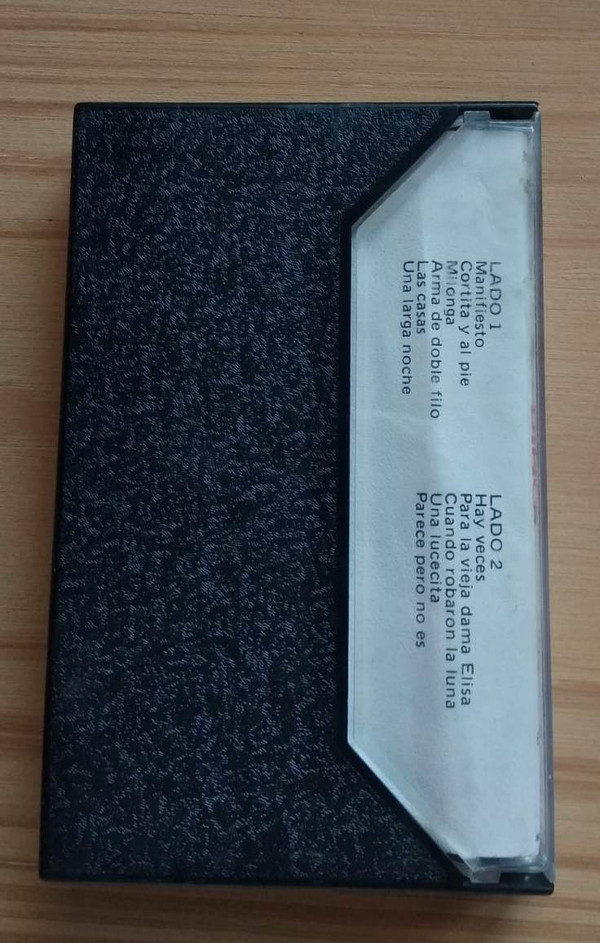 LADO 1
Manifiesto
Cortita y al pie
Milonga
Arma de doble filo
Las casas
Una larga noche
LADO 2
Hay veces
Para la vieja dama Elisa
Cuando robaron la luna
Una lucecita
Parece pero no es